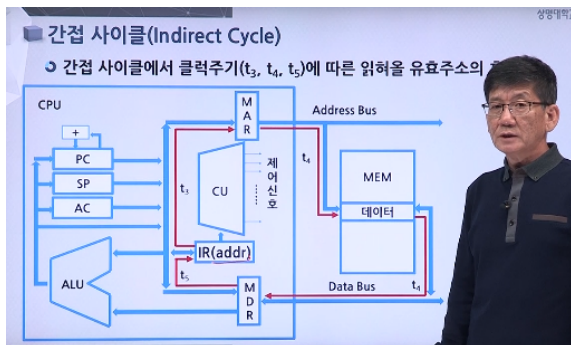 상명대학
간접 사이클(Indirect Cycle)
간접 사이클에서 클럭주기(t3, t4, t5)에 따른 읽혀올 유효주소의
CPU
MAR
Address Bus
+
PC
SP
AC
ALU
t3
CU
제어신호
IR(addr)
t5
MDR
t4
MEM
데이터
Data Bus
t4